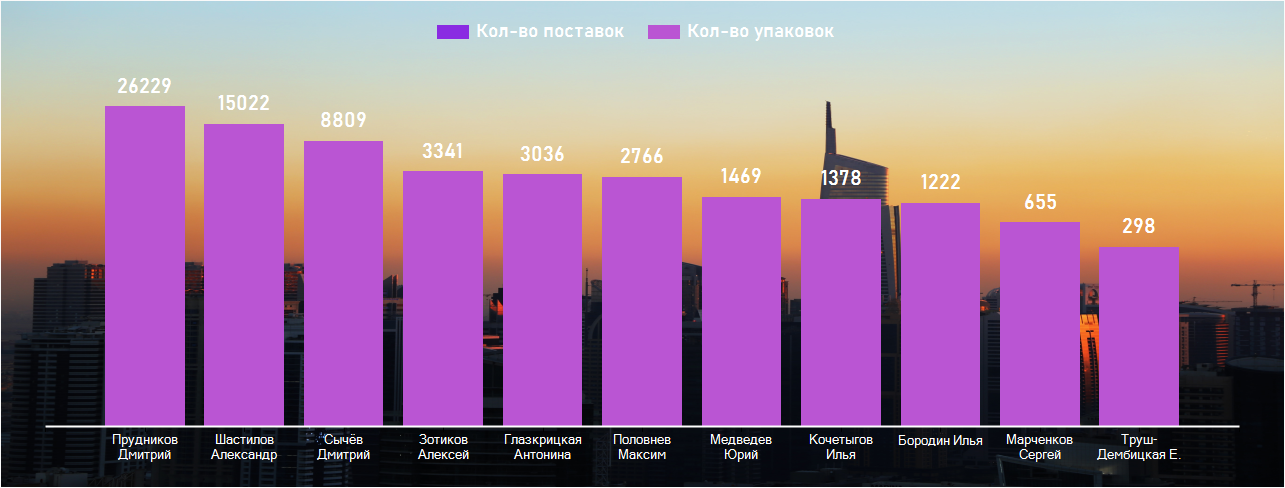 Кол-во поставок Кол-во упаковок
26229
15022
8809
3341
3036
2766
1469
1378
1222
655
298
Прудников
Дмитрий
Шастилов
Александр
Сычёв
Дмитрий
Зотиков
Алексей
Глазкрицкая
Антонина
Половнев
Максим
Медведев
Юрий
Кочетыгов
Илья
Бородин Илья
Марченков
Сергей
Труш-
Дембицкая Е.